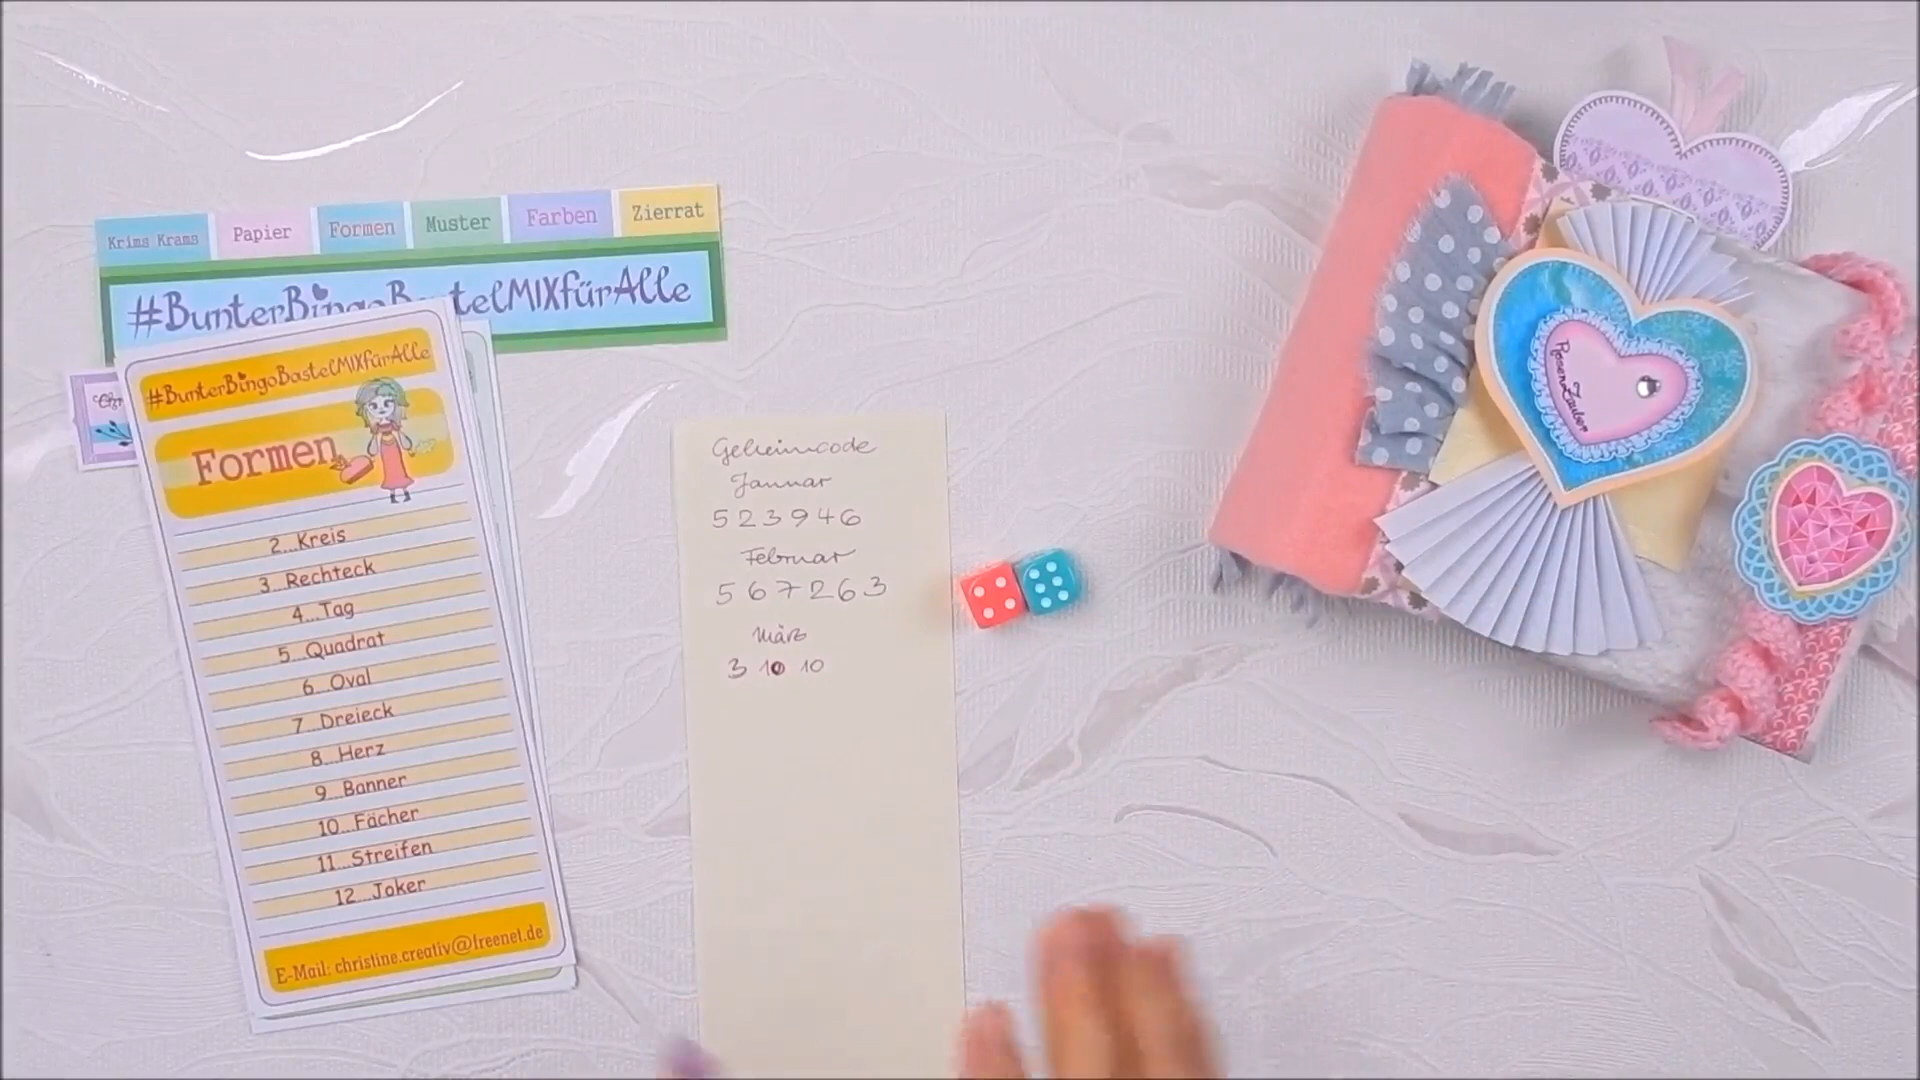 Krims Krams
Papier
Formen
Muster
Farben
Zierrat
#BunterBingoBastelMIXfürAlle
#BunterBingoBastelMIXfürAlle
Formen
2...Kreis
3...Rechteck
4...Tag
5...Quadrat
6...Oval
7...Dreieck
8...Herz
9...Banner
10...Fächer
11...Streifen
12...Joker
E-Mail: christine.creativ@freenet.de
Geheimcode
Januar
523946
Februar
567263
März
3 10 10